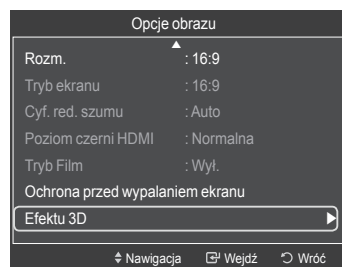 Opcje obrazu
Rozm. : 16:9
Tryb ekranu : 16:9
Cyf. red. szumu : Auto
Poziom czerni HDMI : Normalna
Tryb Film : Wył.
Ochrona przed wypalaniem ekranu
Efektu 3D
Nawigacja Wejdź Wróć